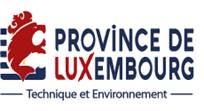 PROVINCE DE
LUXEMBOURG
Technique et Environnement